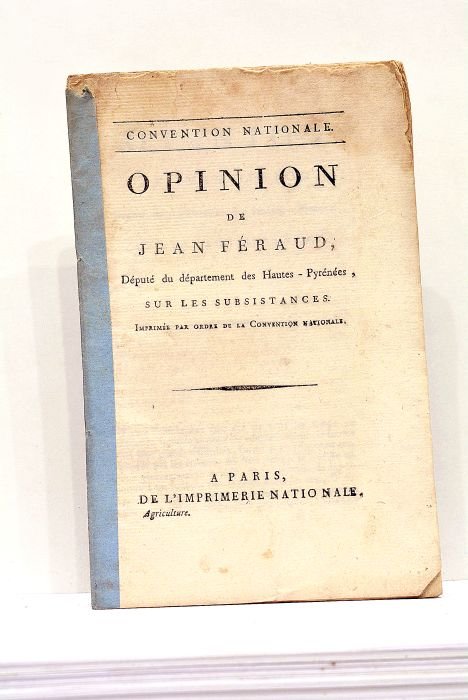 CONVENTION NATIONALE.
OPINION
DE
JEAN FÉRAUD,
Député du département des Hautes - Pyrénées,
SUR LES SUBSISTANCES.
IMPRIMÉE PAR ORDRE DE LA CONVENTION NATIONALE.
A PARIS,
DE L'IMPRIMERIE NATIONALE.
Agriculture.